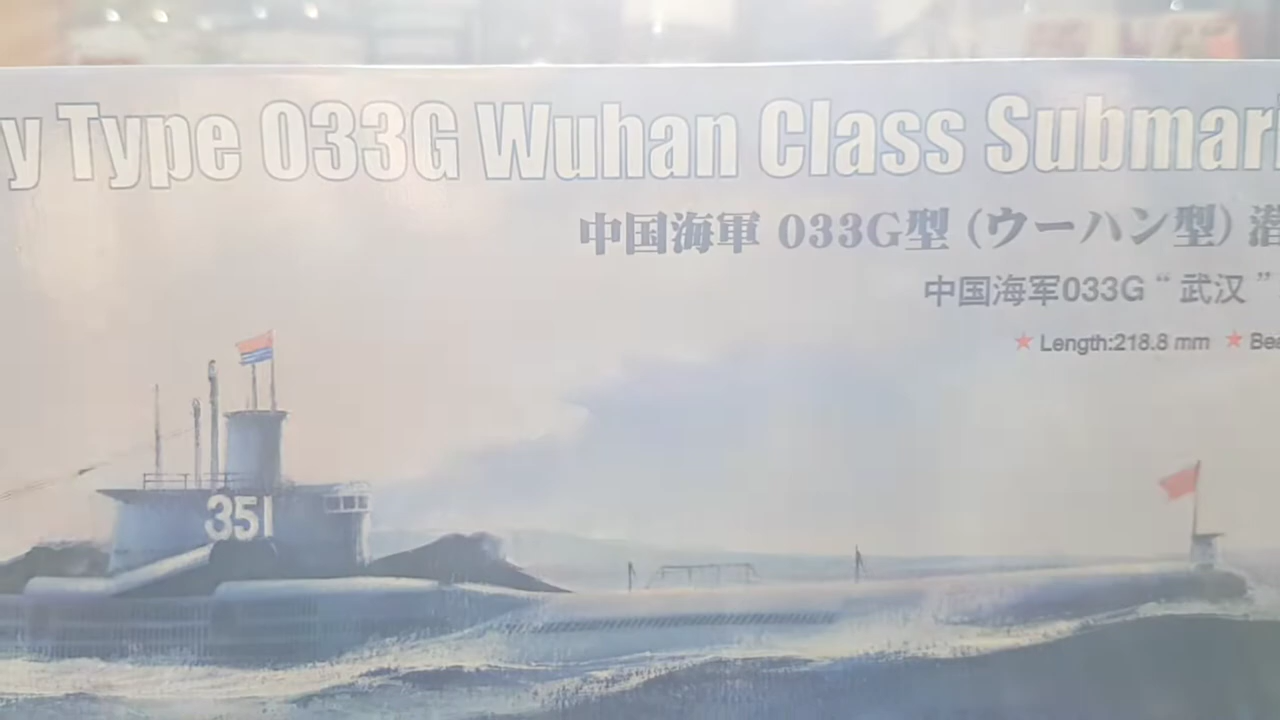 y Type 033G Wuhan Class Submari
中国海軍 033G型 (ウーハン型) 潜
中国海军033G“武汉”
★ Length:218.8 mm ★ Bea
351